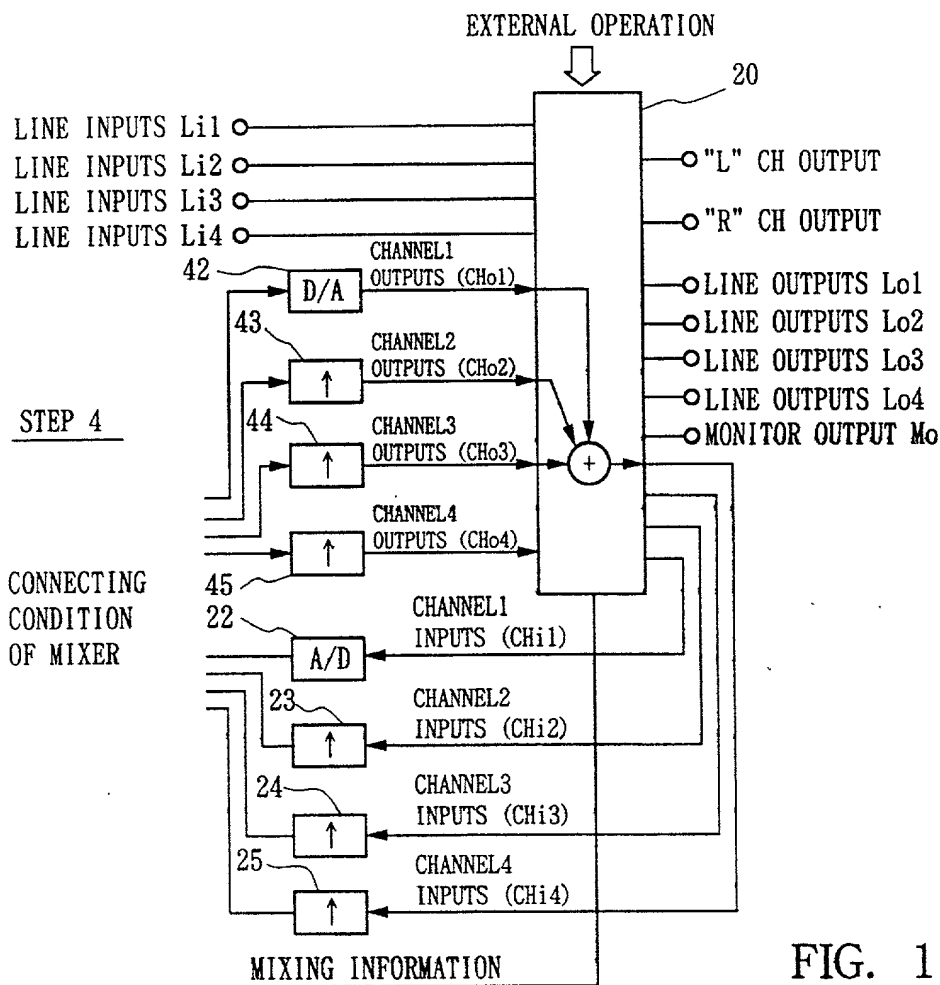 EXTERNAL OPERATION
20
LINE INPUTS Li1
LINE INPUTS Li2
LINE INPUTS Li3
LINE INPUTS Li4
"L" CH OUTPUT
"R" CH OUTPUT
LINE OUTPUTS Lo1
LINE OUTPUTS Lo2
LINE OUTPUTS Lo3
LINE OUTPUTS Lo4
MONITOR OUTPUT Mo
42
D/A
CHANNEL1
OUTPUTS (CHo1)
43
↑
CHANNEL2
OUTPUTS (CHo2)
STEP 4
44
↑
CHANNEL3
OUTPUTS (CHo3)
+
CHANNEL4
OUTPUTS (CHo4)
↑
45
CONNECTING
CONDITION
OF MIXER
22
A/D
CHANNEL1
INPUTS (CHi1)
23
↑
CHANNEL2
INPUTS (CHi2)
24
↑
CHANNEL3
INPUTS (CHi3)
25
↑
CHANNEL4
INPUTS (CHi4)
MIXING INFORMATION
FIG. 1